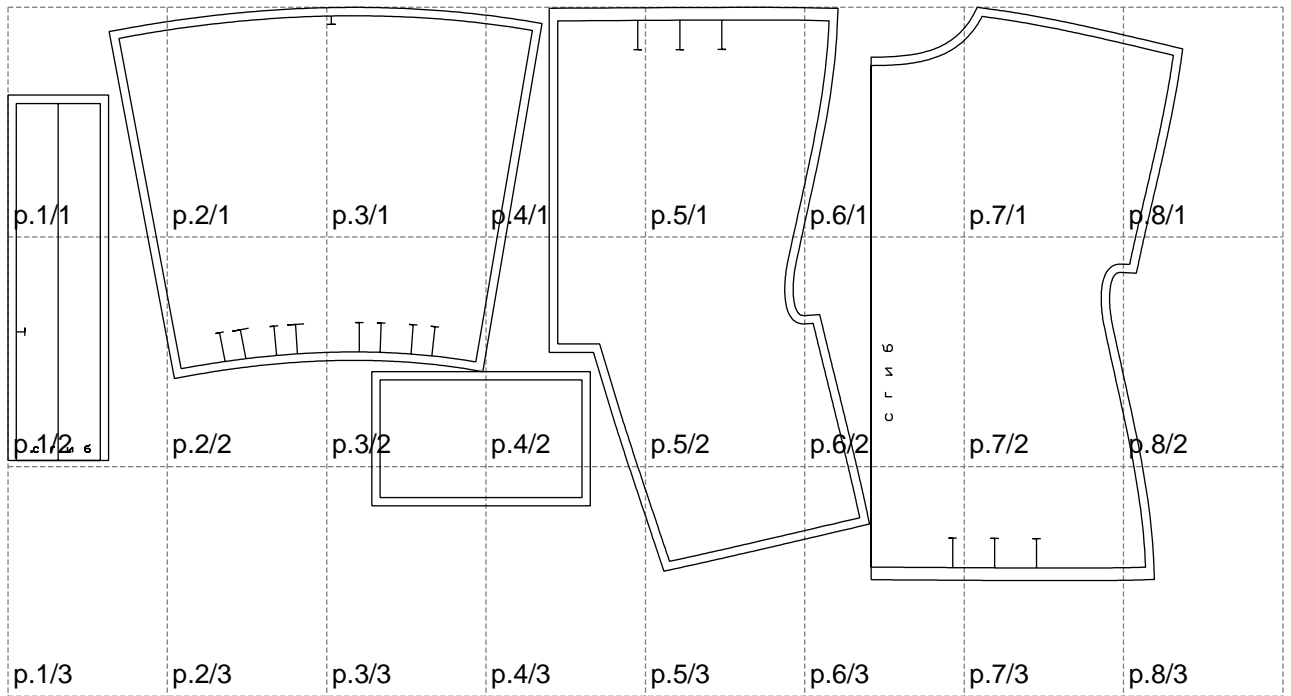 p.1/1 p.2/1 p.3/1 p.4/1 p.5/1 p.6/1 p.7/1 p.8/1
с г и б
p.1/2 p.2/2 p.3/2 p.4/2 p.5/2 p.6/2 p.7/2 p.8/2
с г и б
p.1/3 p.2/3 p.3/3 p.4/3 p.5/3 p.6/3 p.7/3 p.8/3